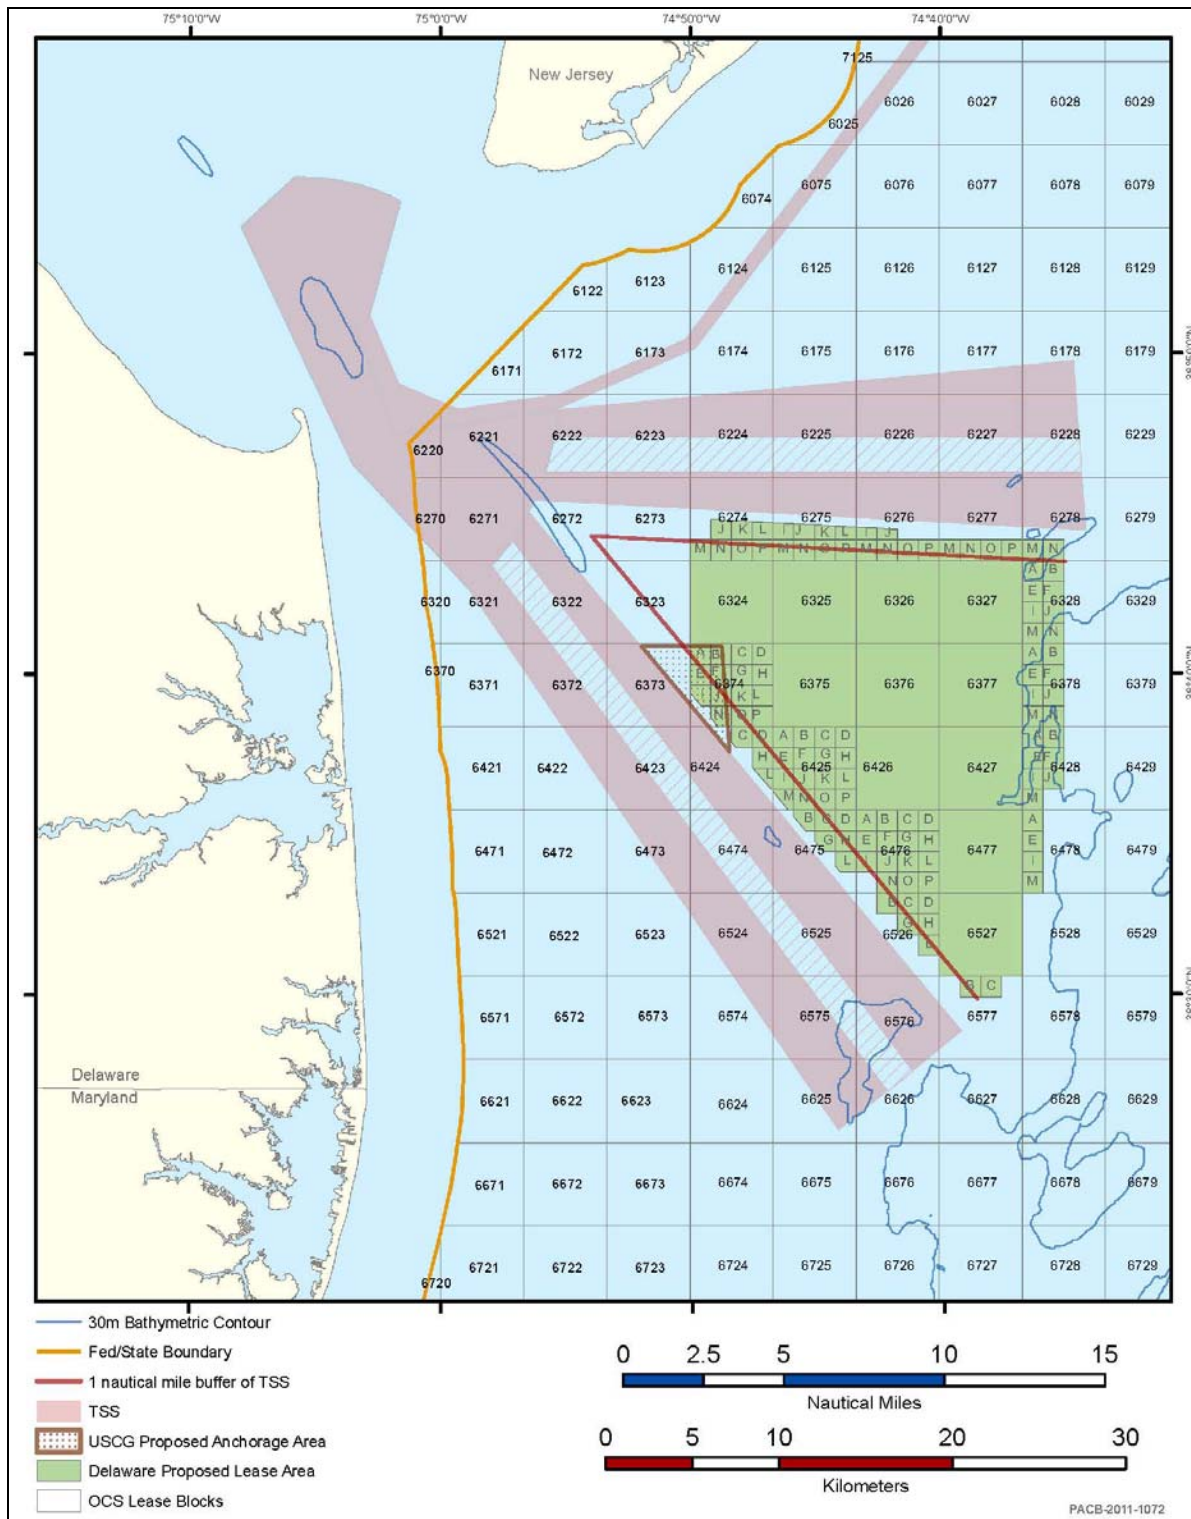 75°10'0"W 75°0'0"W 74°50'0"W 74°40'0"W
New Jersey
7125
6026 6027 6028 6029
6025
6075 6076 6077 6078 6079
6074
6124 6125 6126 6127 6128 6129
6123
6122
6172 6173 6174 6175 6176 6177 6178 6179
6171
6221 6222 6223 6224 6225 6226 6227 6228 6229
6220
6270 6271 6272 6273 6274 6275 6276 6277 6278 6279
J K L I J K L I J
M N O P M N O P M N O P M N O P M N
A B
E F
6320 6321 6322 6323 6324 6325 6326 6327 6328 6329
I J
M N
A B C D A B
6370
E F G H E F
6371 6372 6373 6374 6375 6376 6377 6378 6379
I J K L I J
N O P M N
C D A B C D A B
H E F G H E F
6421 6422 6423 6424 6425 6426 6427 6428 6429
L I J K L I J
M N O P M
B C D A B C D A
G H E F G H E
6471 6472 6473 6474 6475 6476 6477 6478 6479
L I J K L I
N O P M
B C D
G H
6521 6522 6523 6524 6525 6526 6527 6528 6529
L
B C
6571 6572 6573 6574 6575 6576 6577 6578 6579
Delaware
Maryland
6621 6622 6623 6624 6625 6626 6627 6628 6629
6671 6672 6673 6674 6675 6676 6677 6678 6679
6720 6721 6722 6723 6724 6725 6726 6727 6728 6729
30m Bathymetric Contour
Fed/State Boundary
1 nautical mile buffer of TSS
TSS
USCG Proposed Anchorage Area
Delaware Proposed Lease Area
OCS Lease Blocks
0 2.5 5 10 15
Nautical Miles
0 5 10 20 30
Kilometers
PACB-2011-1072